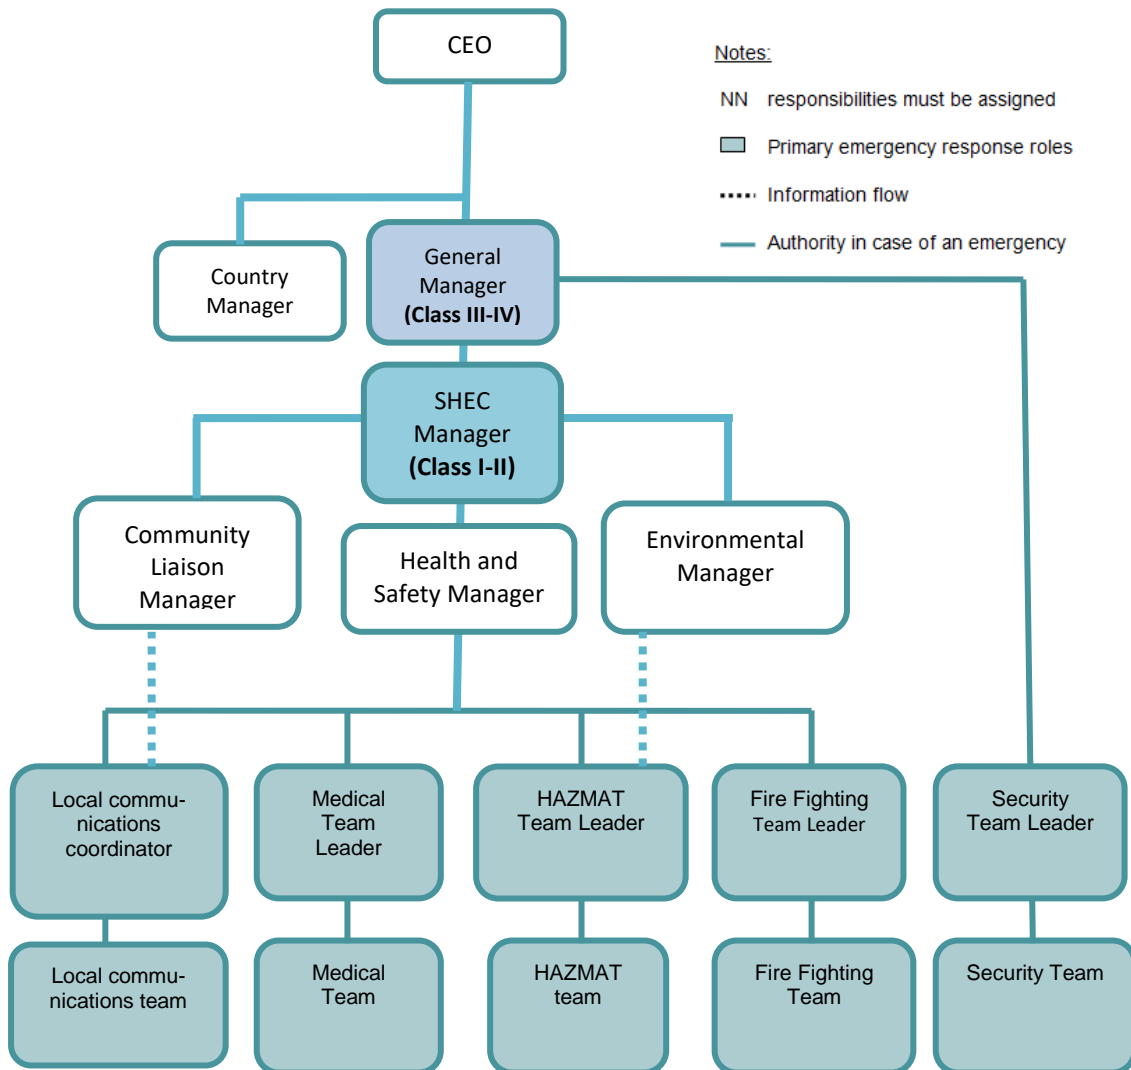 CEO
Notes:
NN responsibilities must be assigned
Primary emergency response roles
Information flow
Authority in case of an emergency
Country
Manager
General
Manager
(Class III-IV)
SHEC
Manager
(Class I-II)
Community
Liaison
Manager
Health and
Safety Manager
Environmental
Manager
Local commu-
nications
coordinator
Medical
Team
Leader
HAZMAT
Team Leader
Fire Fighting
Team Leader
Security
Team Leader
Local commu-
nications team
Medical
Team
HAZMAT
team
Fire Fighting
Team
Security Team